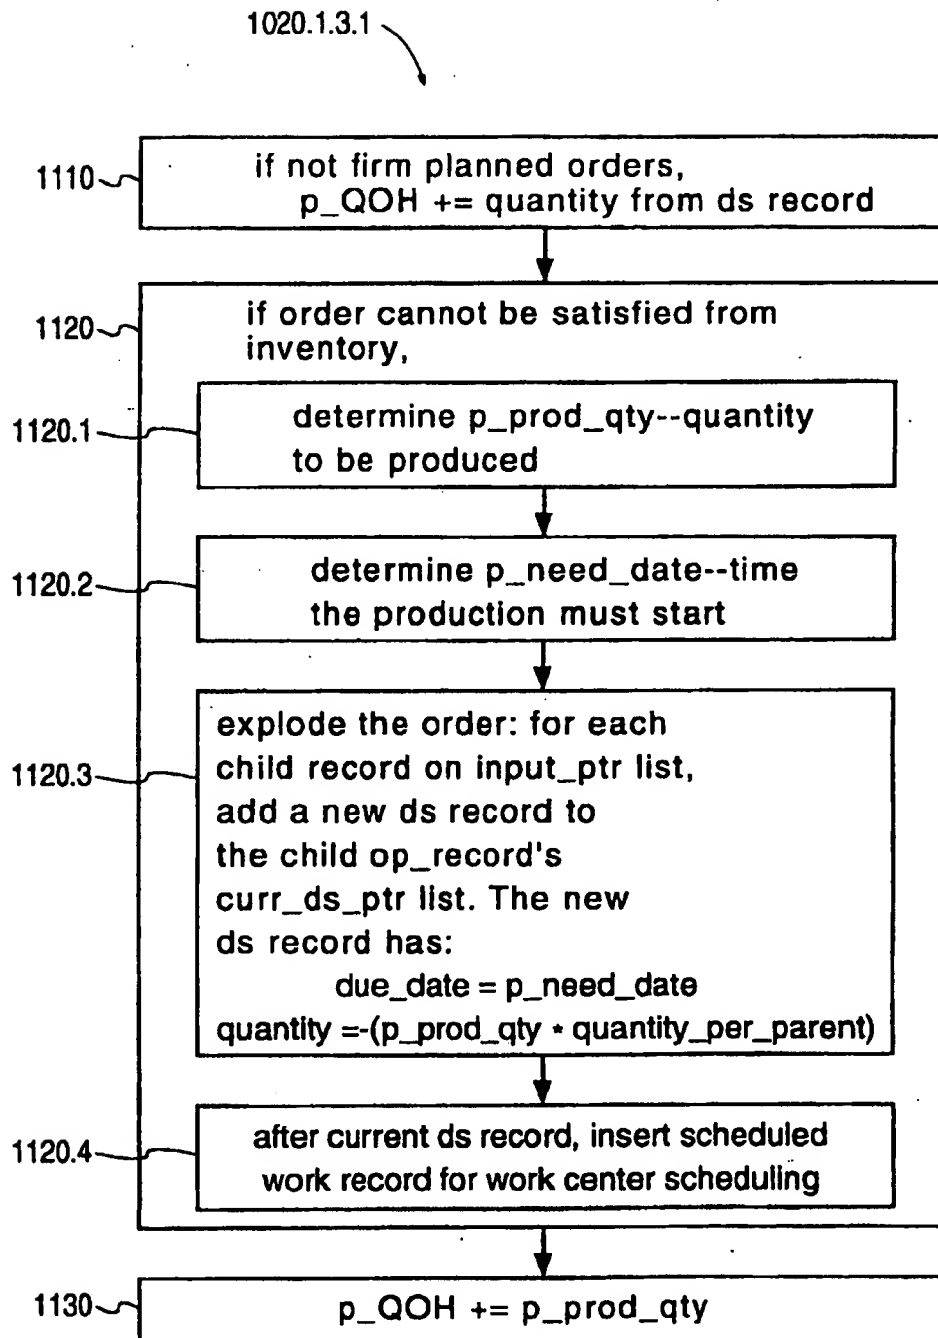 1020.1.3.1
1110
if not firm planned orders,
p_QOH += quantity from ds record
1120
if order cannot be satisfied from
inventory,
1120.1
determine p_prod_qty--quantity
to be produced
1120.2
determine p_need_date--time
the production must start
1120.3
explode the order: for each
child record on input_ptr list,
add a new ds record to
the child op_record's
curr_ds_ptr list. The new
ds record has:
due_date = p_need_date
quantity =-(p_prod_qty * quantity_per_parent)
1120.4
after current ds record, insert scheduled
work record for work center scheduling
1130
p_QOH += p_prod_qty